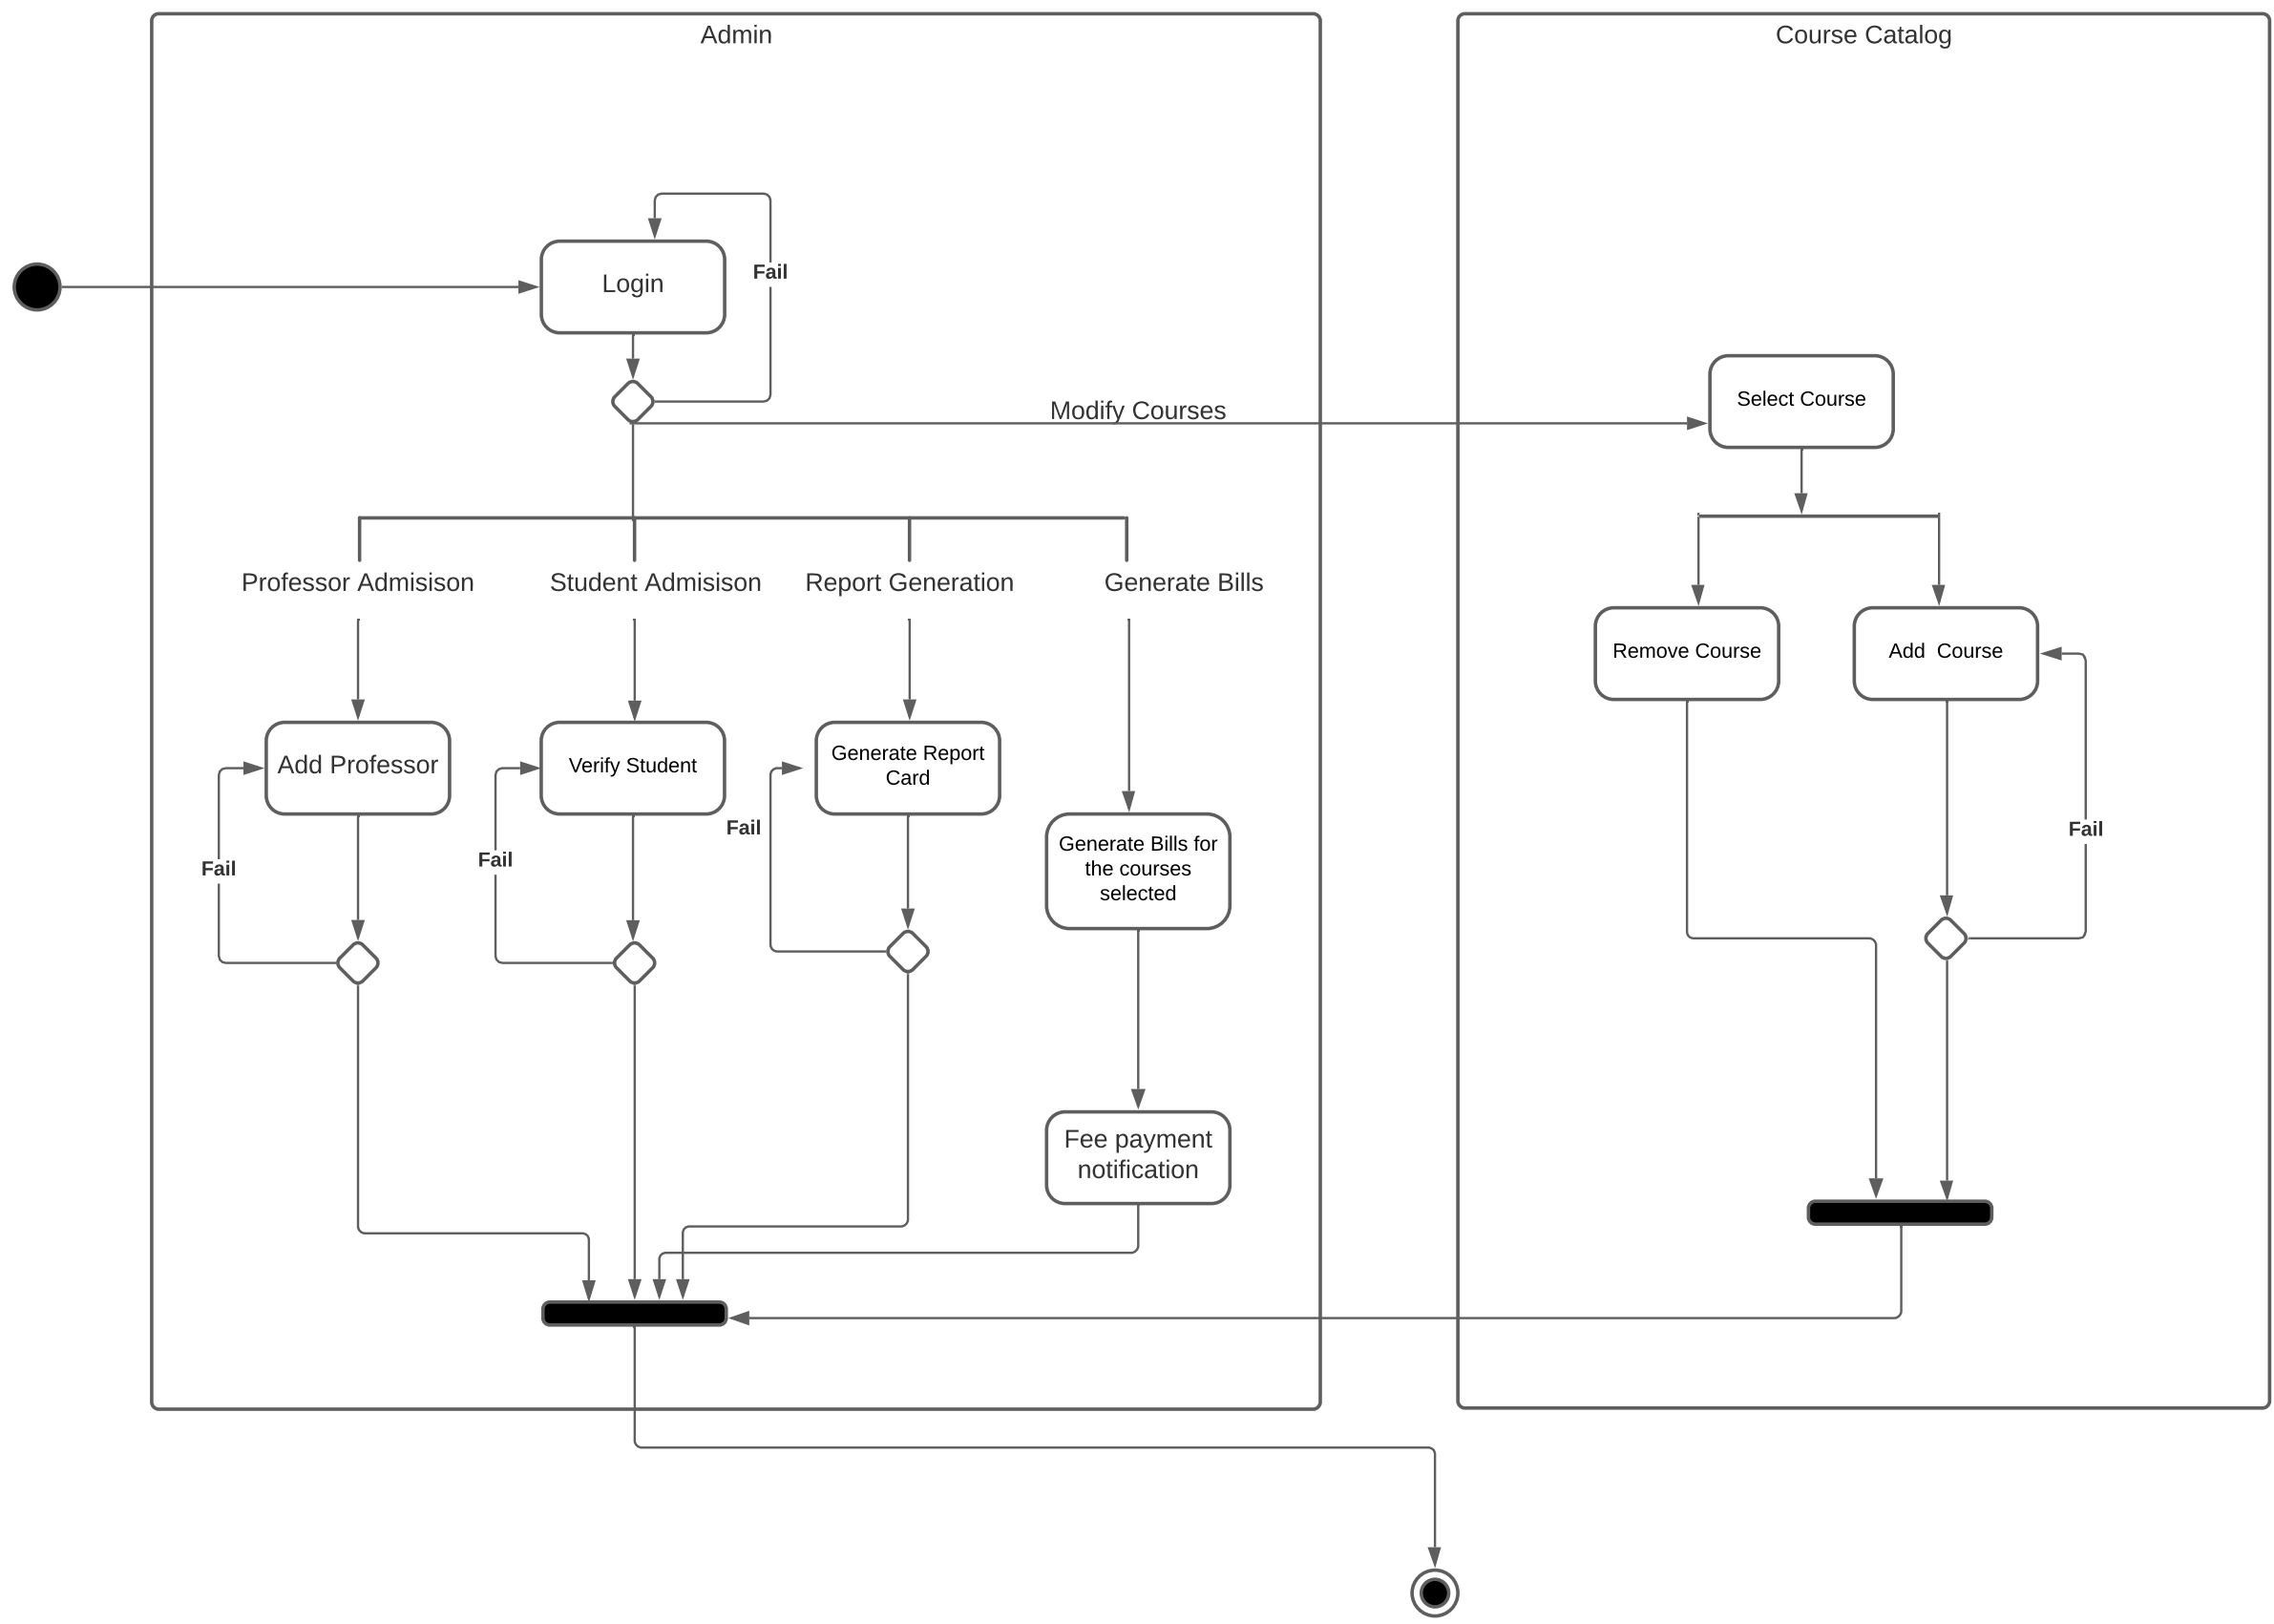 Admin
Course Catalog
Login
Fail
Modify Courses
Select Course
Professor Admisison
Student Admisison
Report Generation
Generate Bills
Remove Course
Add  Course
Add Professor
Verify Student
Generate Report
Card
Fail
Fail
Fail
Generate Bills for
the courses
selected
Fail
Fee payment
notification